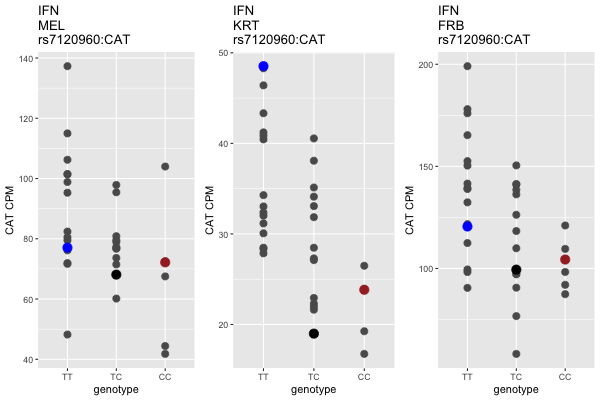 IFN
MEL
rs7120960:CAT
CAT CPM
140
120
100
80
60
40
TT
TC
CC
genotype
IFN
KRT
rs7120960:CAT
CAT CPM
50
40
30
20
TT
TC
CC
genotype
IFN
FRB
rs7120960:CAT
CAT CPM
200
150
100
TT
TC
CC
genotype